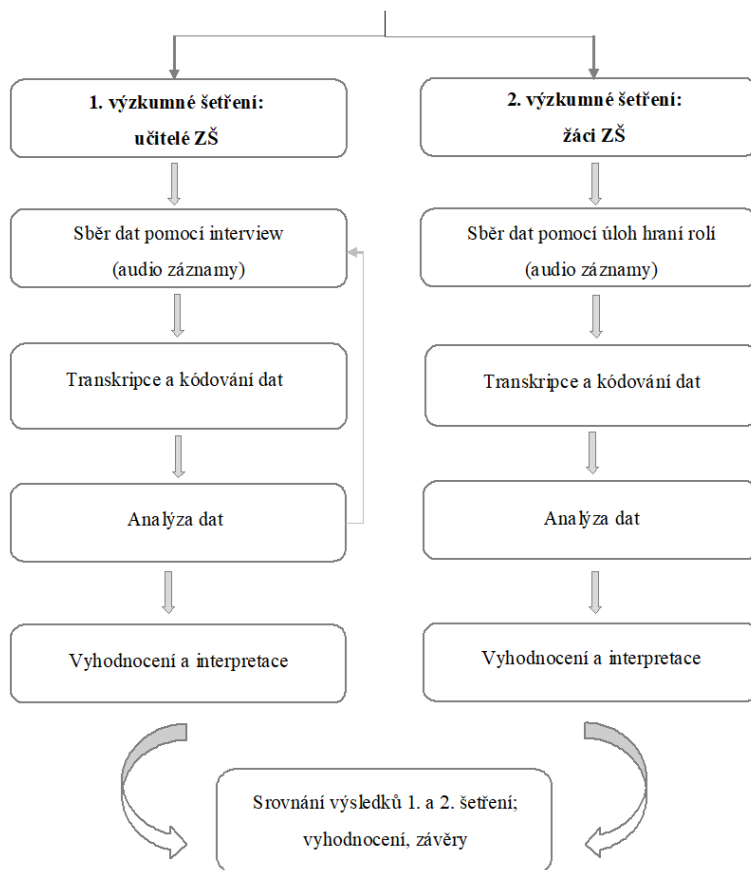 1. výzkumné šetření:
učitelé ZŠ
2. výzkumné šetření:
žáci ZŠ
Sběr dat pomocí interview
(audio záznamy)
Sběr dat pomocí úloh hraní rolí
(audio záznamy)
Transkripce a kódování dat
Transkripce a kódování dat
Analýza dat
Analýza dat
Vyhodnocení a interpretace
Vyhodnocení a interpretace
Srovnání výsledků 1. a 2. šetření;
vyhodnocení, závěry